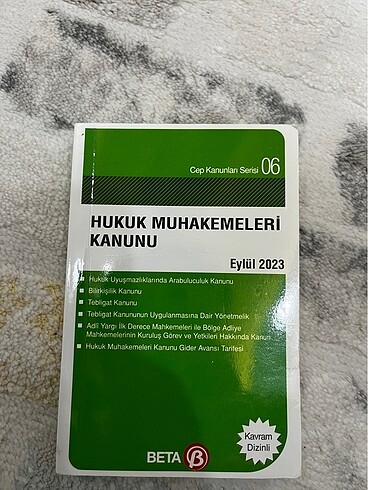 Cep Kanunları Serisi 06
HUKUK MUHAKEMELERİ
KANUNU
Eylül 2023
Hukuk Uyuşmazlıklarında Arabuluculuk Kanunu
Bilirkişilik Kanunu
Tebligat Kanunu
Tebligat Kanununun Uygulanmasına Dair Yönetmelik
Adlî Yargı İlk Derece Mahkemeleri ile Bölge Adliye
Mahkemelerinin Kuruluş Görev ve Yetkileri Hakkında Kanun
Hukuk Muhakemeleri Kanunu Gider Avansı Tarifesi
Kavram
Dizinli
BETA β